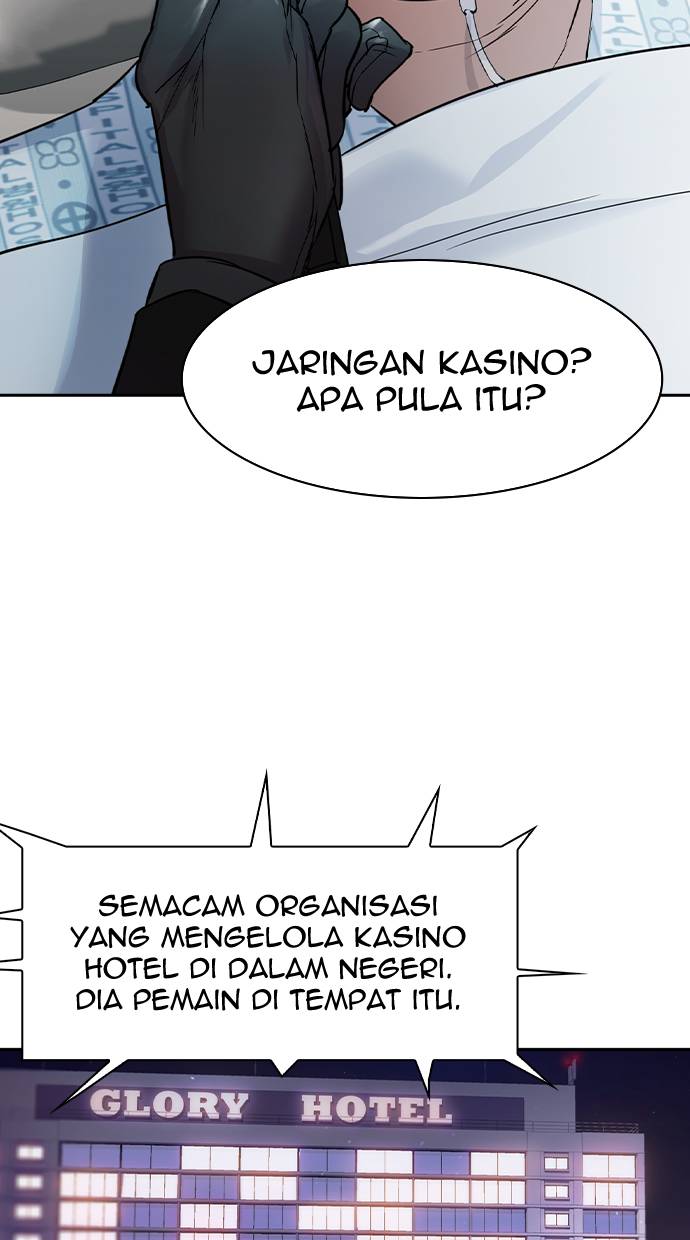 JARINGAN KASINO?
APA PULA ITU?
SEMACAM ORGANISASI
YANG MENGELOLA KASINO
HOTEL DI DALAM NEGERI.
DIA PEMAIN DI TEMPAT ITU.
GLORY HOTEL